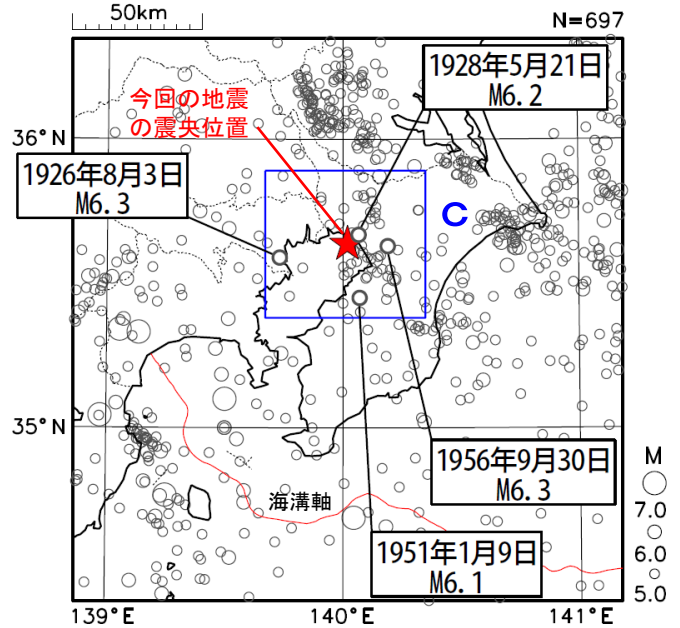 50km
N=697
1928年5月21日
M6.2
今回の地震
の震央位置
36°N
1926年8月3日
M6.3
C
35°N
1956年9月30日
M6.3
M
7.0
6.0
5.0
海溝軸
1951年1月9日
M6.1
139°E
140°E
141°E